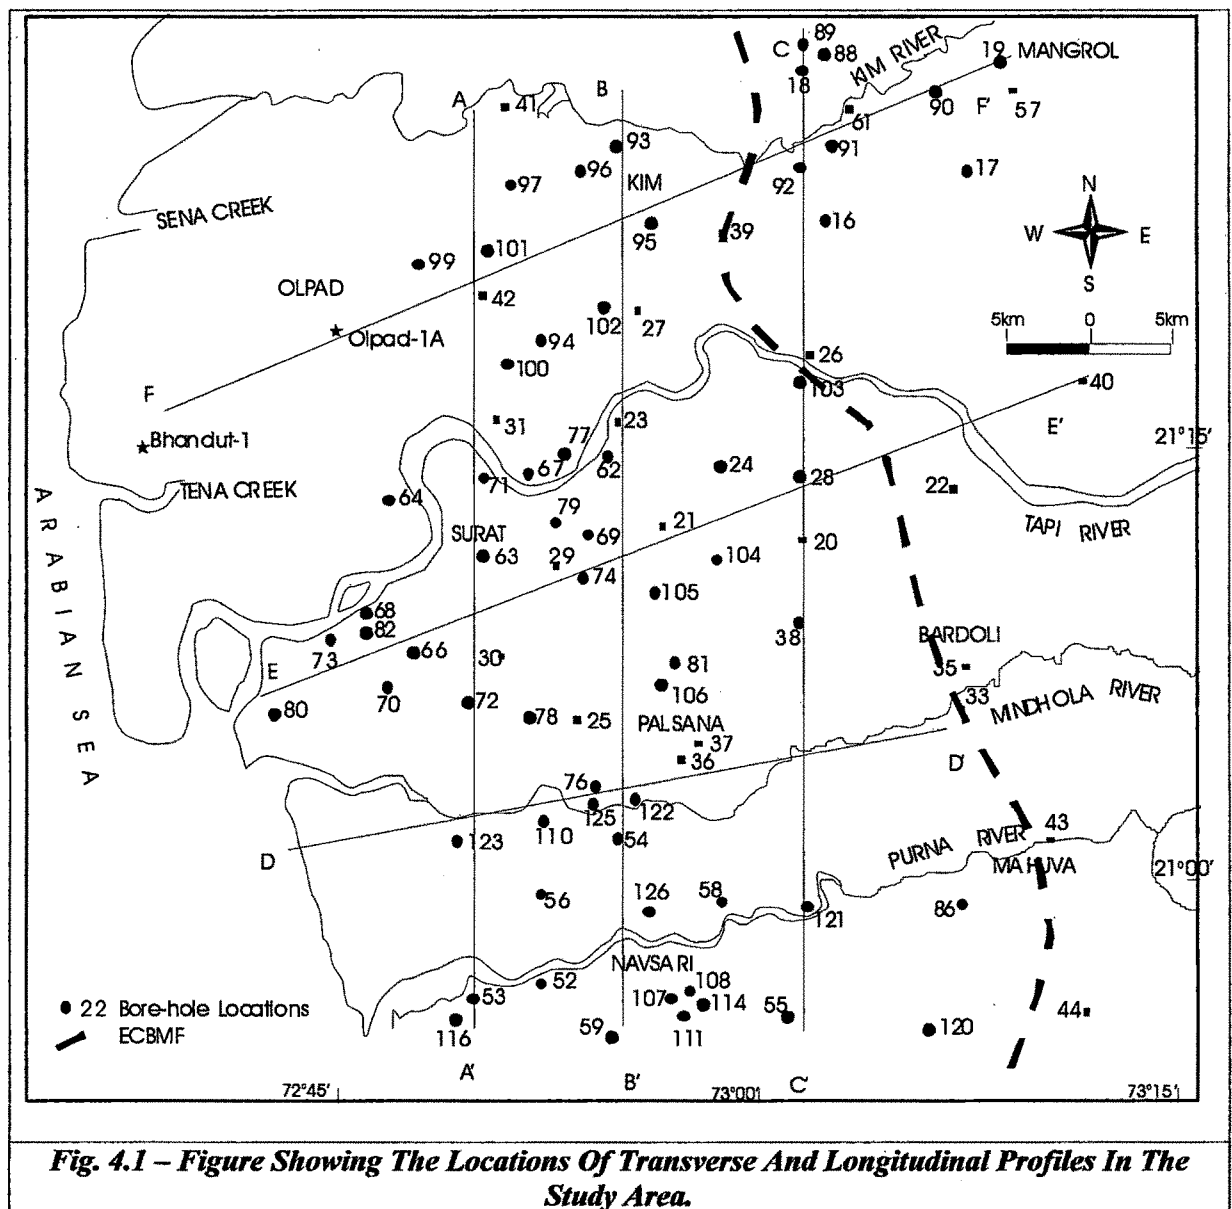 89
C
88
KIM RIVER
19 MANGROL
18
B
A
41
61
90
F'
57
93
91
96
KIM
92
17
97
N
SENA CREEK
95
39
16
W E
101
99
S
OLPAD
42
5km 0 5km
102
27
Olpad-1A
94
26
100
103
40
F
31
23
E'
Bhandut-1
77
21°15'
67
62
24
28
TENA CREEK
71
22
64
79
ARABIAN SEA
SURAT
69
21
20
TAPI RIVER
63
29
104
74
105
68
82
38
BARDOLI
73
66
30
81
35
E
33
70
106
MINDHOLA RIVER
80
72
78
25
PALSANA
37
36
D'
76
125
122
43
110
PURNA RIVER
123
54
D
MAHUVA
21°00'
56
126
58
86
121
NAVSARI
52
108
22 Bore-hole Locations
53
107
114
55
44
ECBMF
116
59
111
120
A'
B'
C'
72°45'
73°00'
73°15'
Fig. 4.1 – Figure Showing The Locations Of Transverse And Longitudinal Profiles In The
Study Area.